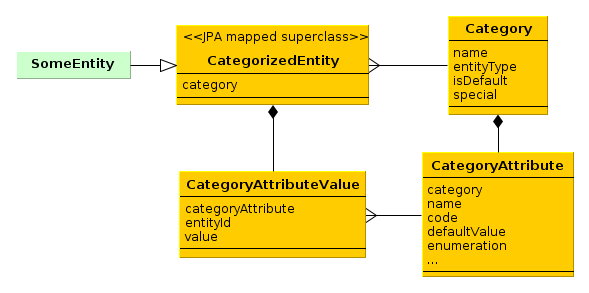 SomeEntity
<<JPA mapped superclass>>
CategorizedEntity
category
Category
name
entityType
isDefault
special
CategoryAttributeValue
categoryAttribute
entityId
value
CategoryAttribute
category
name
code
defaultValue
enumeration
...